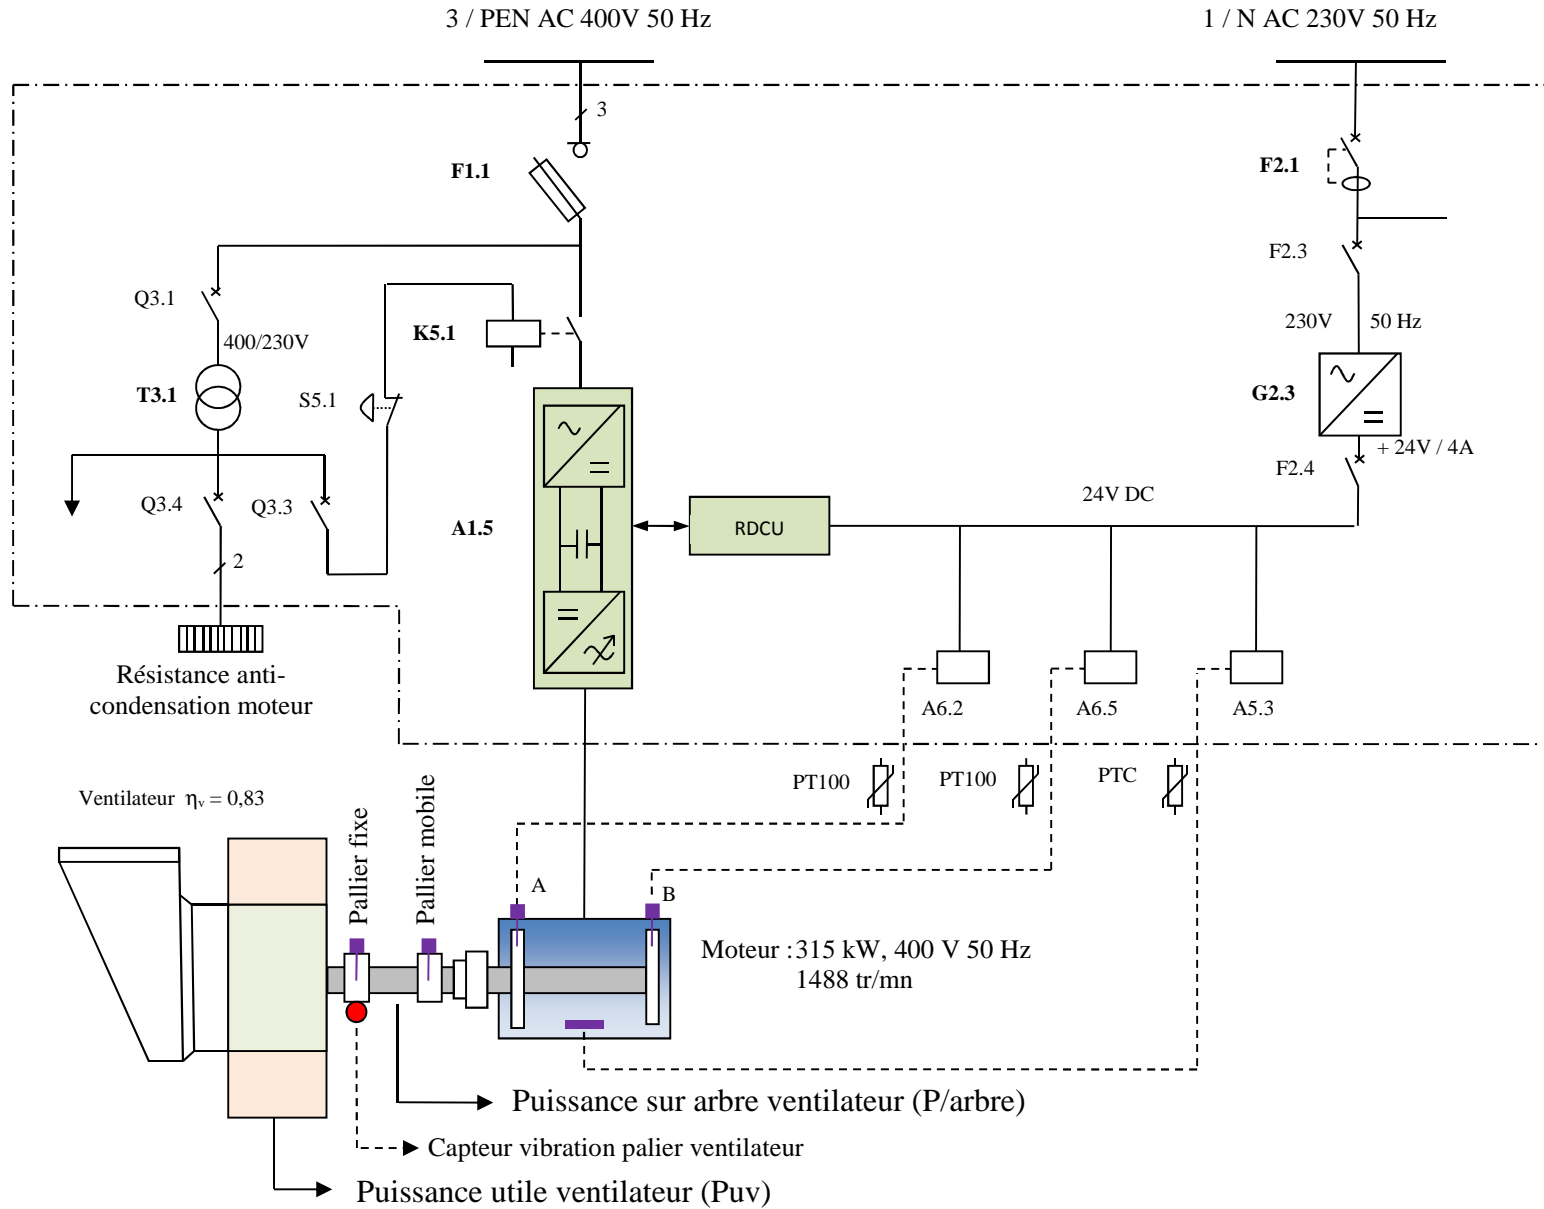 3 / PEN AC 400V 50 Hz
1 / N AC 230V 50 Hz
3
F1.1
F2.1
F2.3
Q3.1
230V
50 Hz
400/230V
K5.1
T3.1
S5.1
G2.3
+ 24V / 4A
F2.4
Q3.4
Q3.3
A1.5
RDCU
24V DC
2
Résistance anti-
condensation moteur
A6.2
A6.5
A5.3
PT100
PT100
PTC
Ventilateur ηv = 0,83
Pallier fixe
Pallier mobile
A
B
Moteur : 315 kW, 400 V 50 Hz
1488 tr/mn
Puissance sur arbre ventilateur (P/arbre)
Capteur vibration palier ventilateur
Puissance utile ventilateur (Puv)